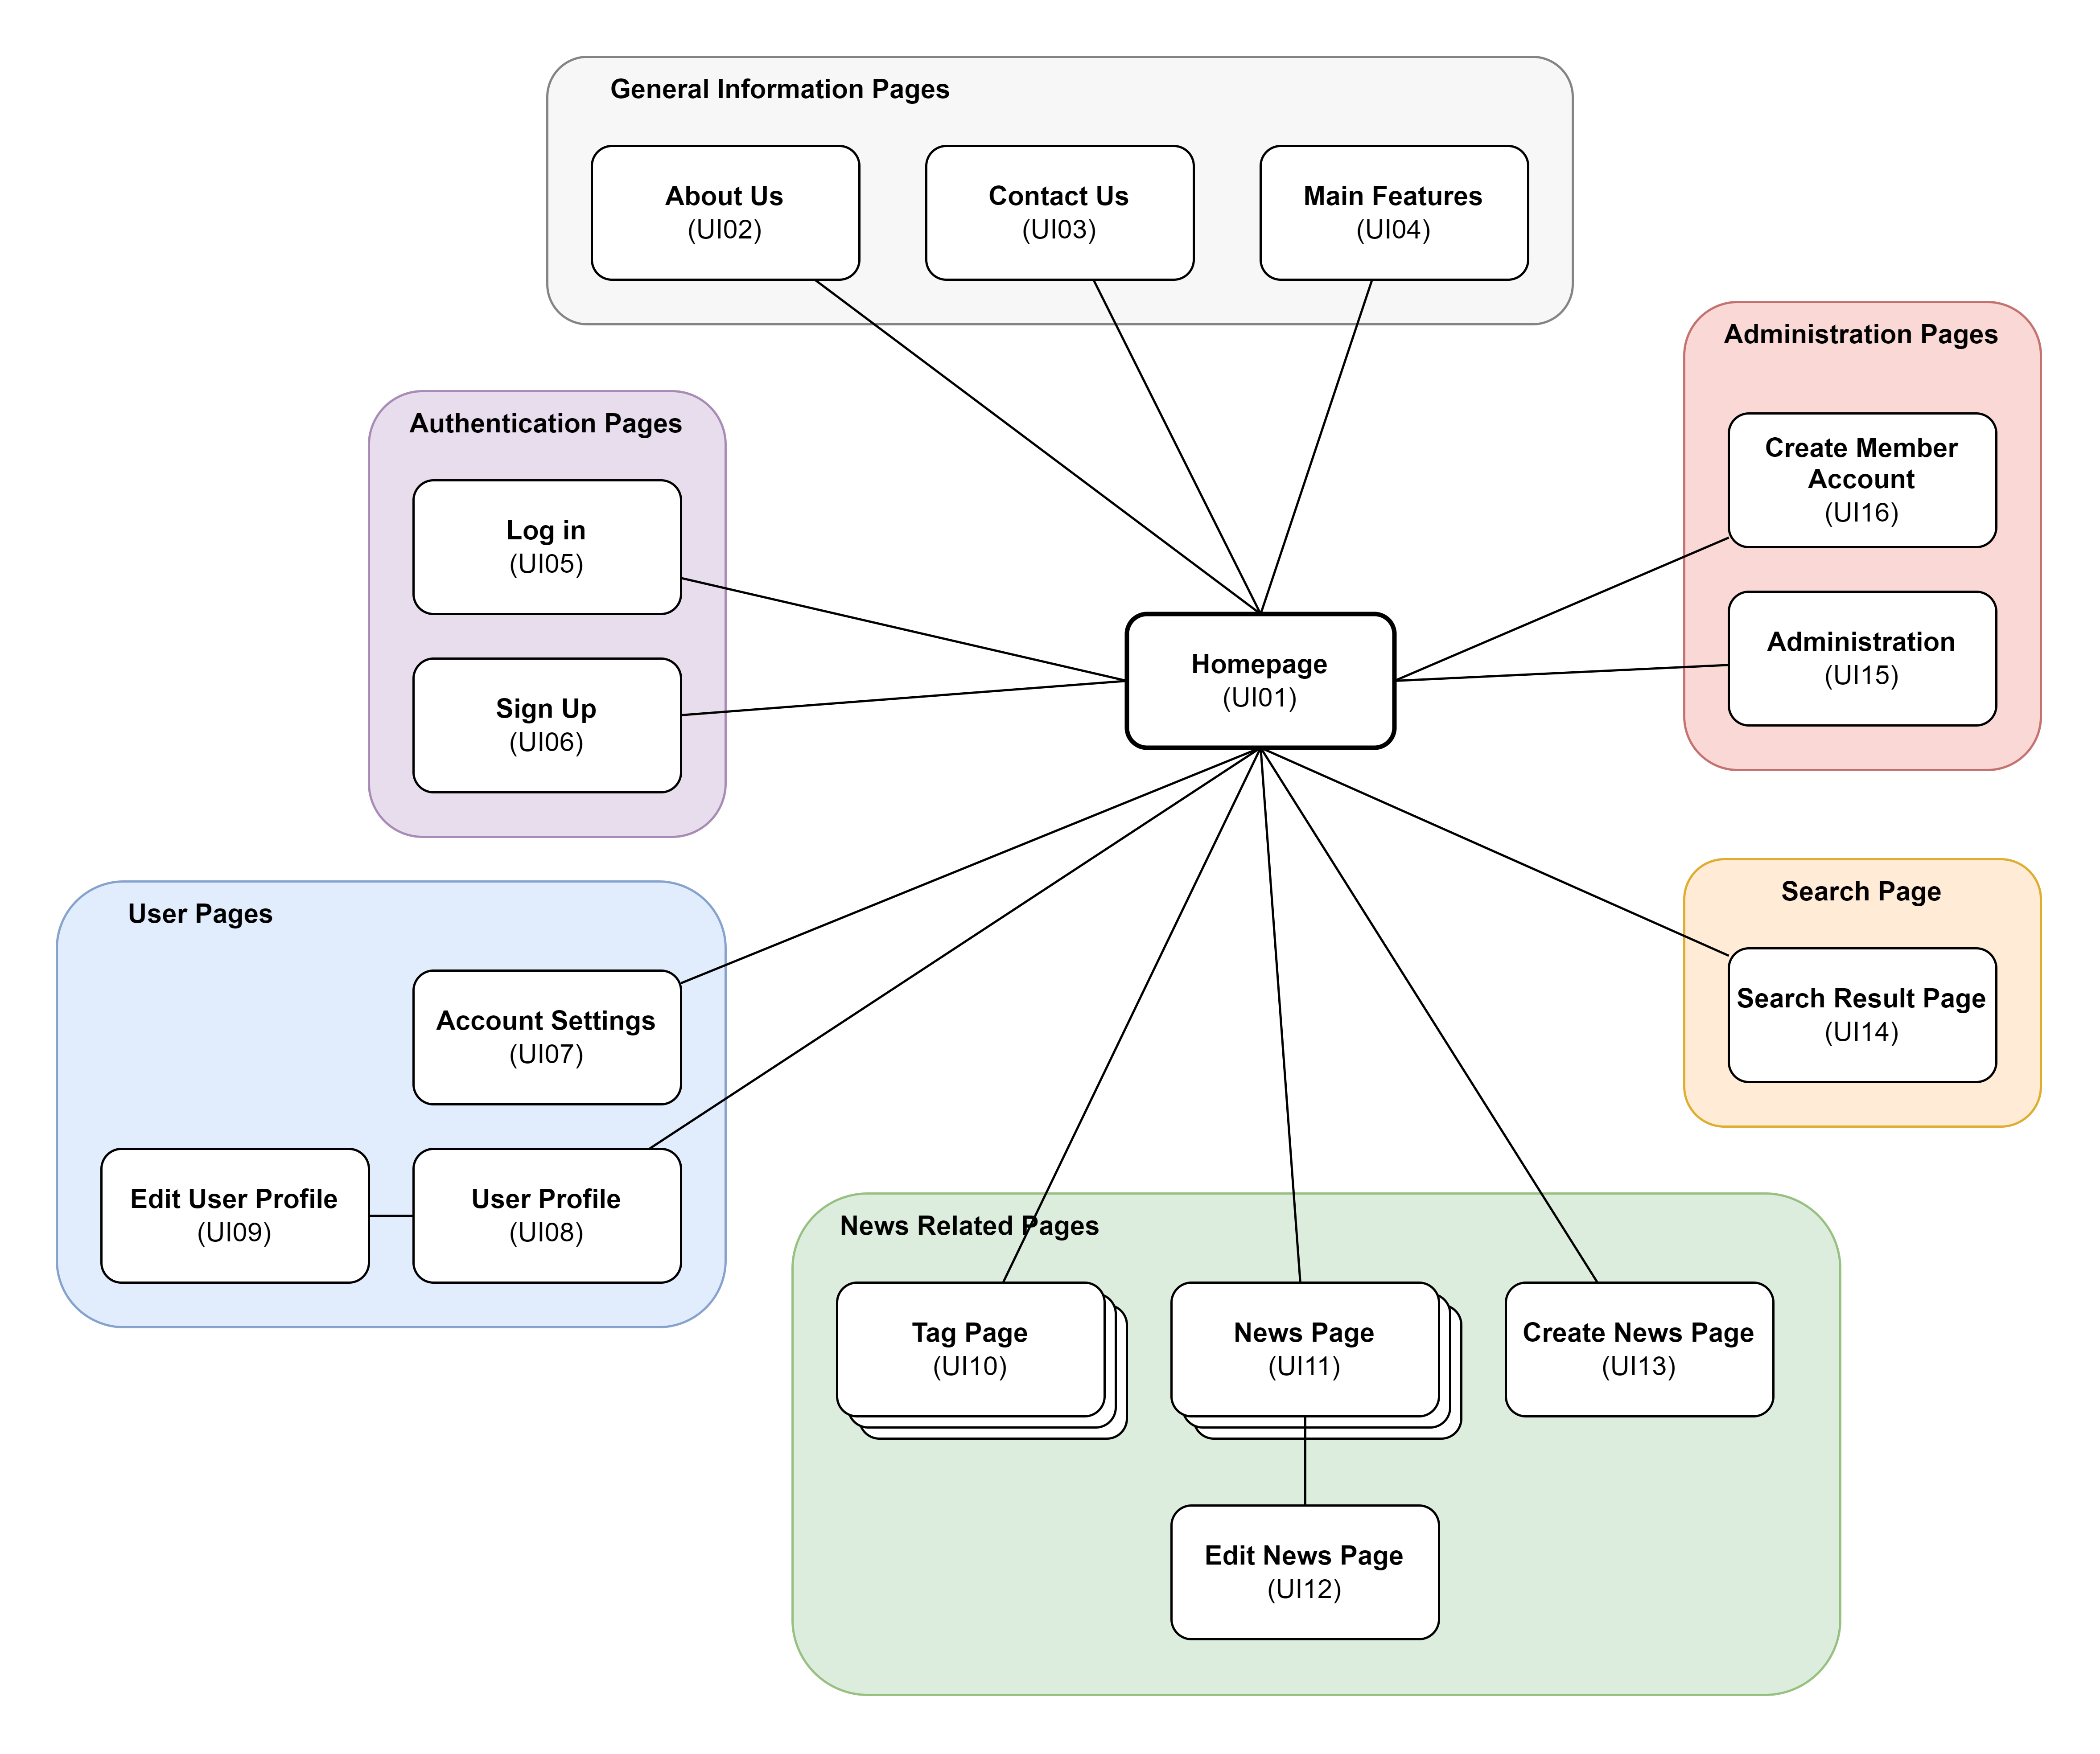 General Information Pages
About Us
(UI02)
Contact Us
(UI03)
Main Features
(UI04)
Administration Pages
Create Member
Account
(UI16)
Administration
(UI15)
Authentication Pages
Log in
(UI05)
Sign Up
(UI06)
Homepage
(UI01)
User Pages
Account Settings
(UI07)
Edit User Profile
(UI09)
User Profile
(UI08)
Search Page
Search Result Page
(UI14)
News Related Pages
Tag Page
(UI10)
News Page
(UI11)
Create News Page
(UI13)
Edit News Page
(UI12)